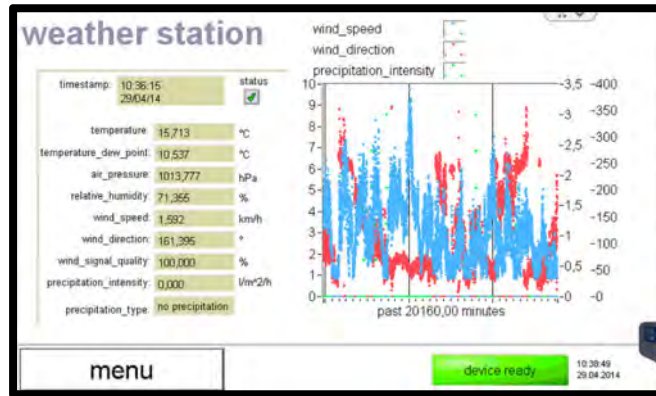 weather station
wind_speed
wind_direction
precipitation_intensity
timestamp: 10:36:15
29/04/14
status
temperature: 15,713 °C
temperature_dew_point: 10,537 °C
air_pressure: 1013,777 hPa
relative_humidity: 71,355 %
wind_speed: 1,592 km/h
wind_direction: 161,395 °
wind_signal_quality: 100,000 %
precipitation_intensity: 0,000 l/m^2/h
precipitation_type: no precipitation
10 9 8 7 6 5 4 3 2 1 0
3,5 3 2,5 2 1,5 1 0,5 0
400 350 300 250 200 150 100 50 0
past 20160,00 minutes
menu
device ready
10:38:49
29.04.2014